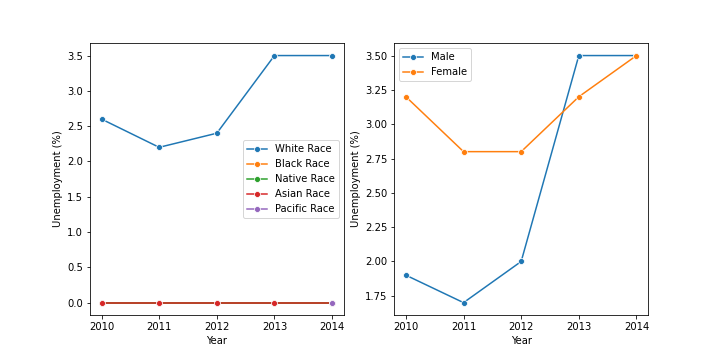 3.5
3.0
2.5
2.0
1.5
1.0
0.5
0.0
Unemployment (%)
White Race
Black Race
Native Race
Asian Race
Pacific Race
2010 2011 2012 2013 2014
Year
3.50
3.25
3.00
2.75
2.50
2.25
2.00
1.75
Unemployment (%)
Male
Female
2010 2011 2012 2013 2014
Year